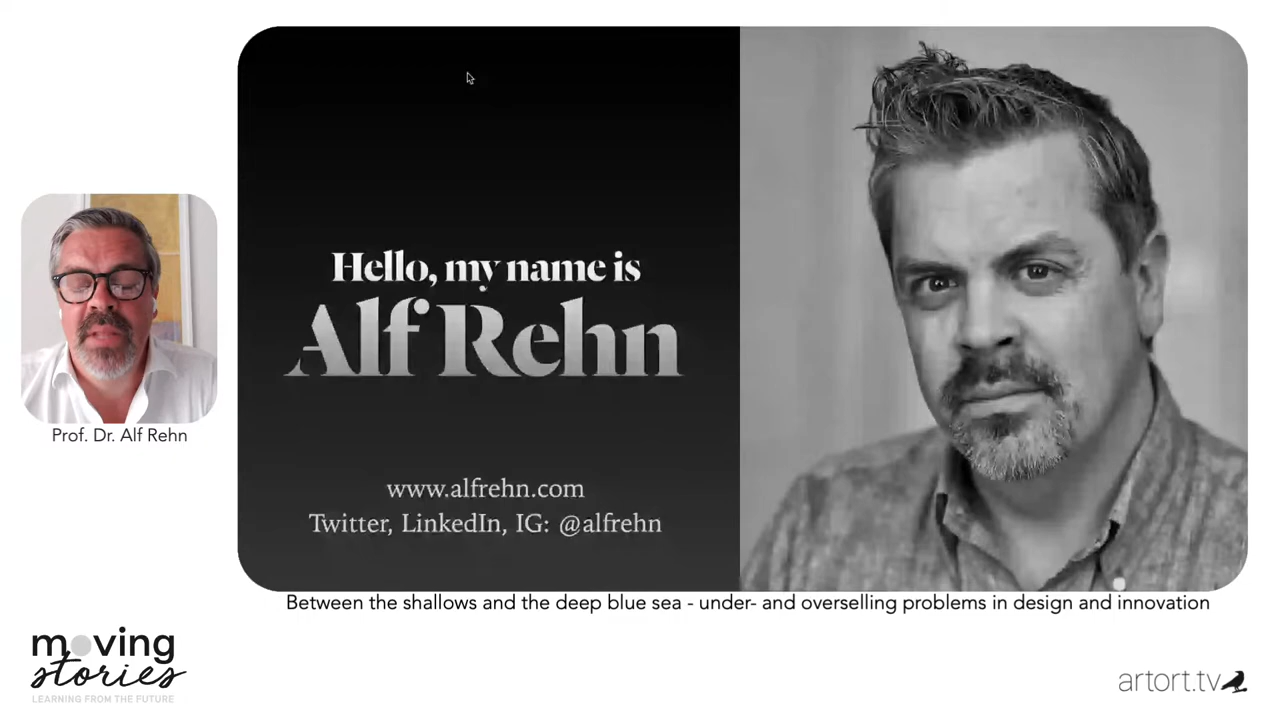 Hello, my name is
Alf Rehn
www.alfrehn.com
Twitter, LinkedIn, IG: @alfrehn
Prof. Dr. Alf Rehn
Between the shallows and the deep blue sea - under- and overselling problems in design and innovation
moving
stories
LEARNING FROM THE FUTURE
artort.tv